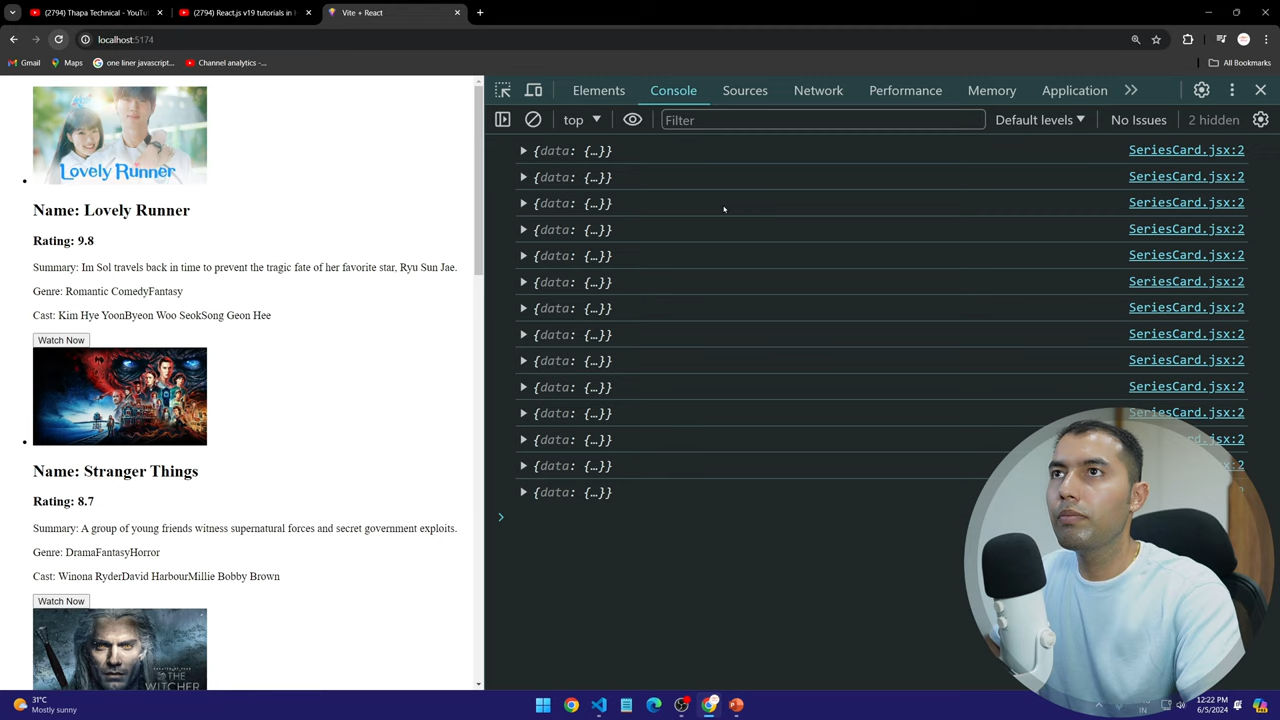 (2794) Thapa Technical - YouTu
(2794) React.js v19 tutorials in
Vite + React
localhost:5174
Gmail
Maps
one liner javascript...
Channel analytics -...
All Bookmarks
Elements
Console
Sources
Network
Performance
Memory
Application
top
Filter
Default levels
No Issues
2 hidden
Lovely Runner
Name: Lovely Runner
Rating: 9.8
Summary: Im Sol travels back in time to prevent the tragic fate of her favorite star, Ryu Sun Jae.
Genre: Romantic ComedyFantasy
Cast: Kim Hye YoonByeon Woo SeokSong Geon Hee
Watch Now
Name: Stranger Things
Rating: 8.7
Summary: A group of young friends witness supernatural forces and secret government exploits.
Genre: DramaFantasyHorror
Cast: Winona RyderDavid HarbourMillie Bobby Brown
Watch Now
THE
WITCHER
{data: {…}} SeriesCard.jsx:2
{data: {…}} SeriesCard.jsx:2
{data: {…}} SeriesCard.jsx:2
{data: {…}} SeriesCard.jsx:2
{data: {…}} SeriesCard.jsx:2
{data: {…}} SeriesCard.jsx:2
{data: {…}} SeriesCard.jsx:2
{data: {…}} SeriesCard.jsx:2
{data: {…}} SeriesCard.jsx:2
{data: {…}} SeriesCard.jsx:2
{data: {…}} SeriesCard.jsx:2
{data: {…}} rd.jsx:2
{data: {…}} x:2
{data: {…}}
31°C
Mostly sunny
IN
12:22 PM
6/5/2024